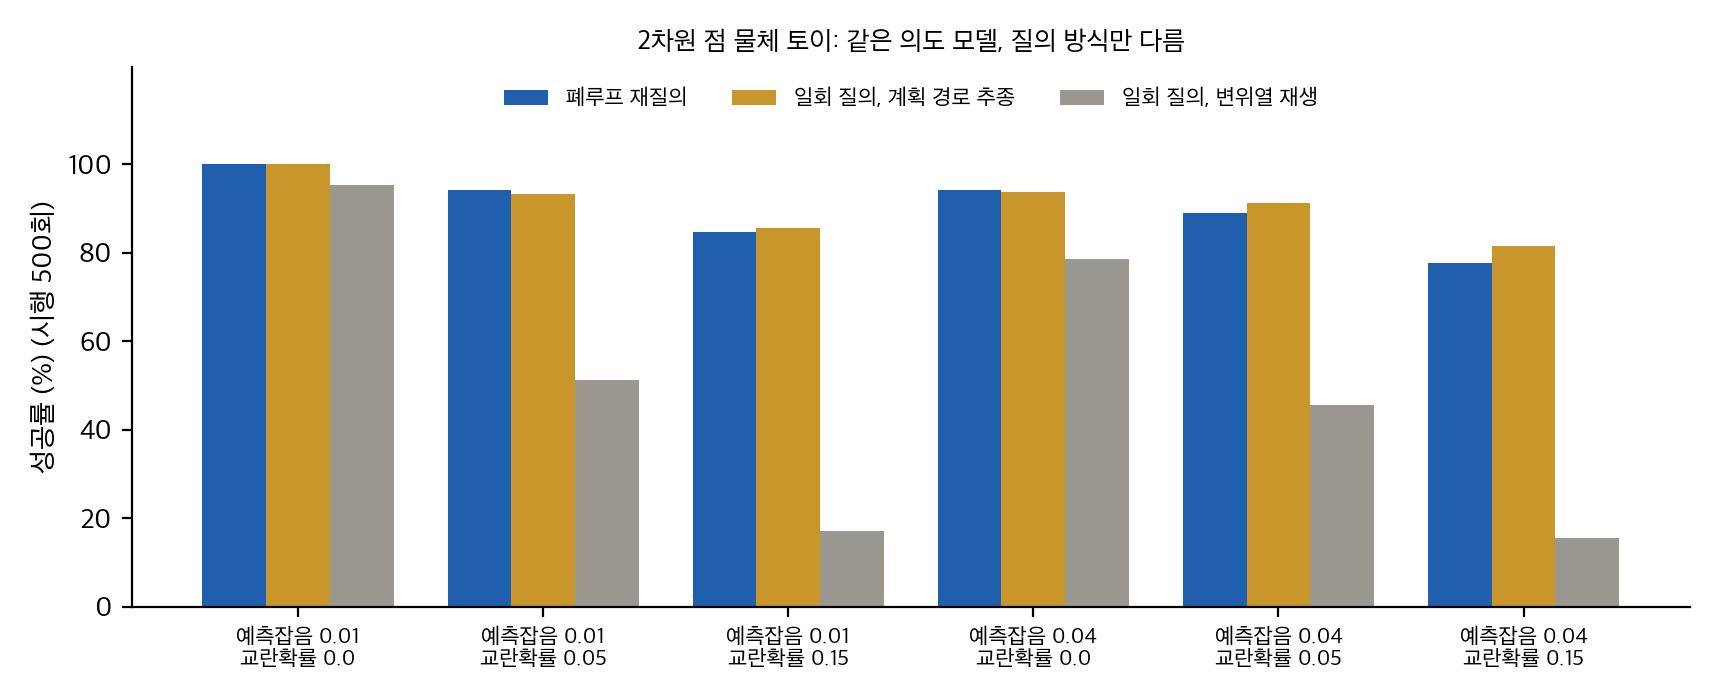 2차원 점 물체 토이: 같은 의도 모델, 질의 방식만 다름
폐루프 재질의
일회 질의, 계획 경로 추종
일회 질의, 변위열 재생
성공률 (%) (시행 500회)
100
80
60
40
20
0
예측잡음 0.01
교란확률 0.0
예측잡음 0.01
교란확률 0.05
예측잡음 0.01
교란확률 0.15
예측잡음 0.04
교란확률 0.0
예측잡음 0.04
교란확률 0.05
예측잡음 0.04
교란확률 0.15